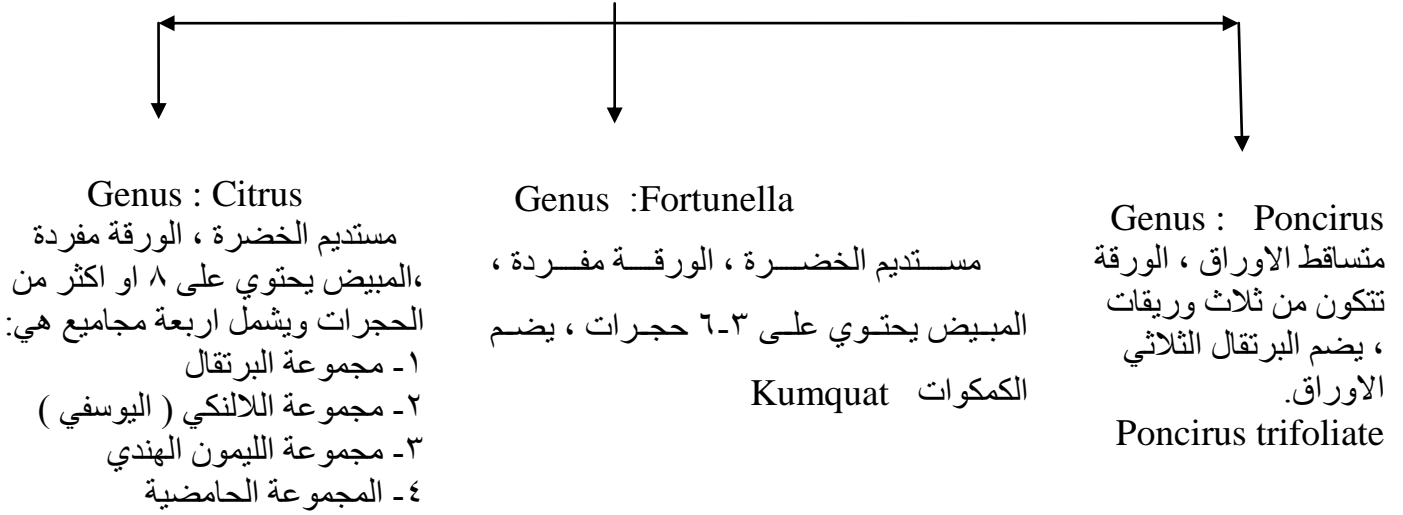 Genus : Poncirus
متساقط الاوراق ، الورقة
تتكون من ثلاث وريقات
، يضم البرتقال الثلاثي
الاوراق.
Poncirus trifoliate
Genus :Fortunella
مستديم الخضرة ، الورقة مفردة ،
المبيض يحتوي على ٣-٦ حجرات ، يضم
الكمكوات Kumquat
Genus : Citrus
مستديم الخضرة ، الورقة مفردة
،المبيض يحتوي على ٨ او اكثر من
الحجرات ويشمل اربعة مجاميع هي:
١- مجموعة البرتقال
٢- مجموعة اللالنكي ( اليوسفي )
٣- مجموعة الليمون الهندي
٤- المجموعة الحامضية